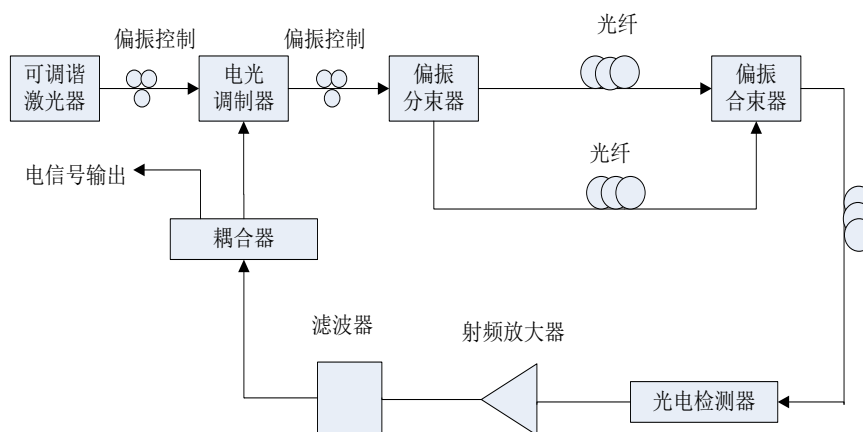 偏振控制
偏振控制
光纤
可调谐
激光器
电光
调制器
偏振
分束器
偏振
合束器
光纤
电信号输出
耦合器
滤波器
射频放大器
光电检测器